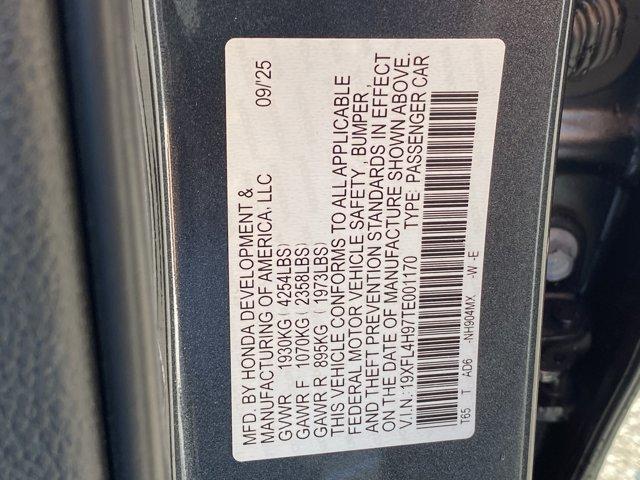 MFD. BY HONDA DEVELOPMENT & 09/'25
MANUFACTURING OF AMERICA, LLC
GVWR 1930KG ( 4254LBS)
GAWR F 1070KG ( 2358LBS)
GAWR R 895KG ( 1973LBS)
THIS VEHICLE CONFORMS TO ALL APPLICABLE
FEDERAL MOTOR VEHICLE SAFETY, BUMPER,
AND THEFT PREVENTION STANDARDS IN EFFECT
ON THE DATE OF MANUFACTURE SHOWN ABOVE.
V.I.N.: 19XFL4H97TE001170 TYPE: PASSENGER CAR
T65 T AD6 -NH904MX -W -E